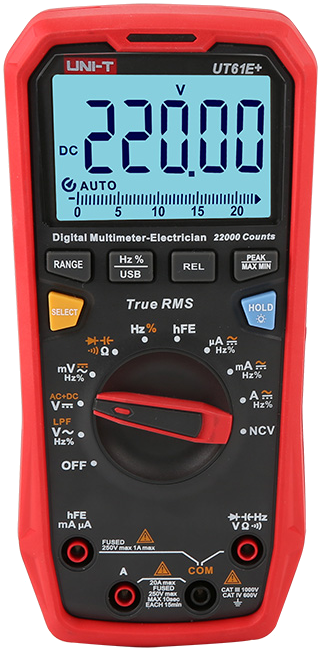 UNI-T UT61E+
V
DC 220.00
AUTO
0 5 10 15 20
Digital Multimeter-Electrician 22000 Counts
RANGE Hz % USB REL PEAK MAX MIN
SELECT True RMS HOLD
Hz% hFE
Ω µA Hz%
mV Hz% mA Hz%
AC+DC V A Hz%
LPF V~ Hz% NCV
OFF
hFE mA µA Hz V Ω
FUSED 250V max 1A max
A COM
20A max FUSED 250V max MAX 10sec EACH 15min
CAT III 1000V
CAT IV 600V